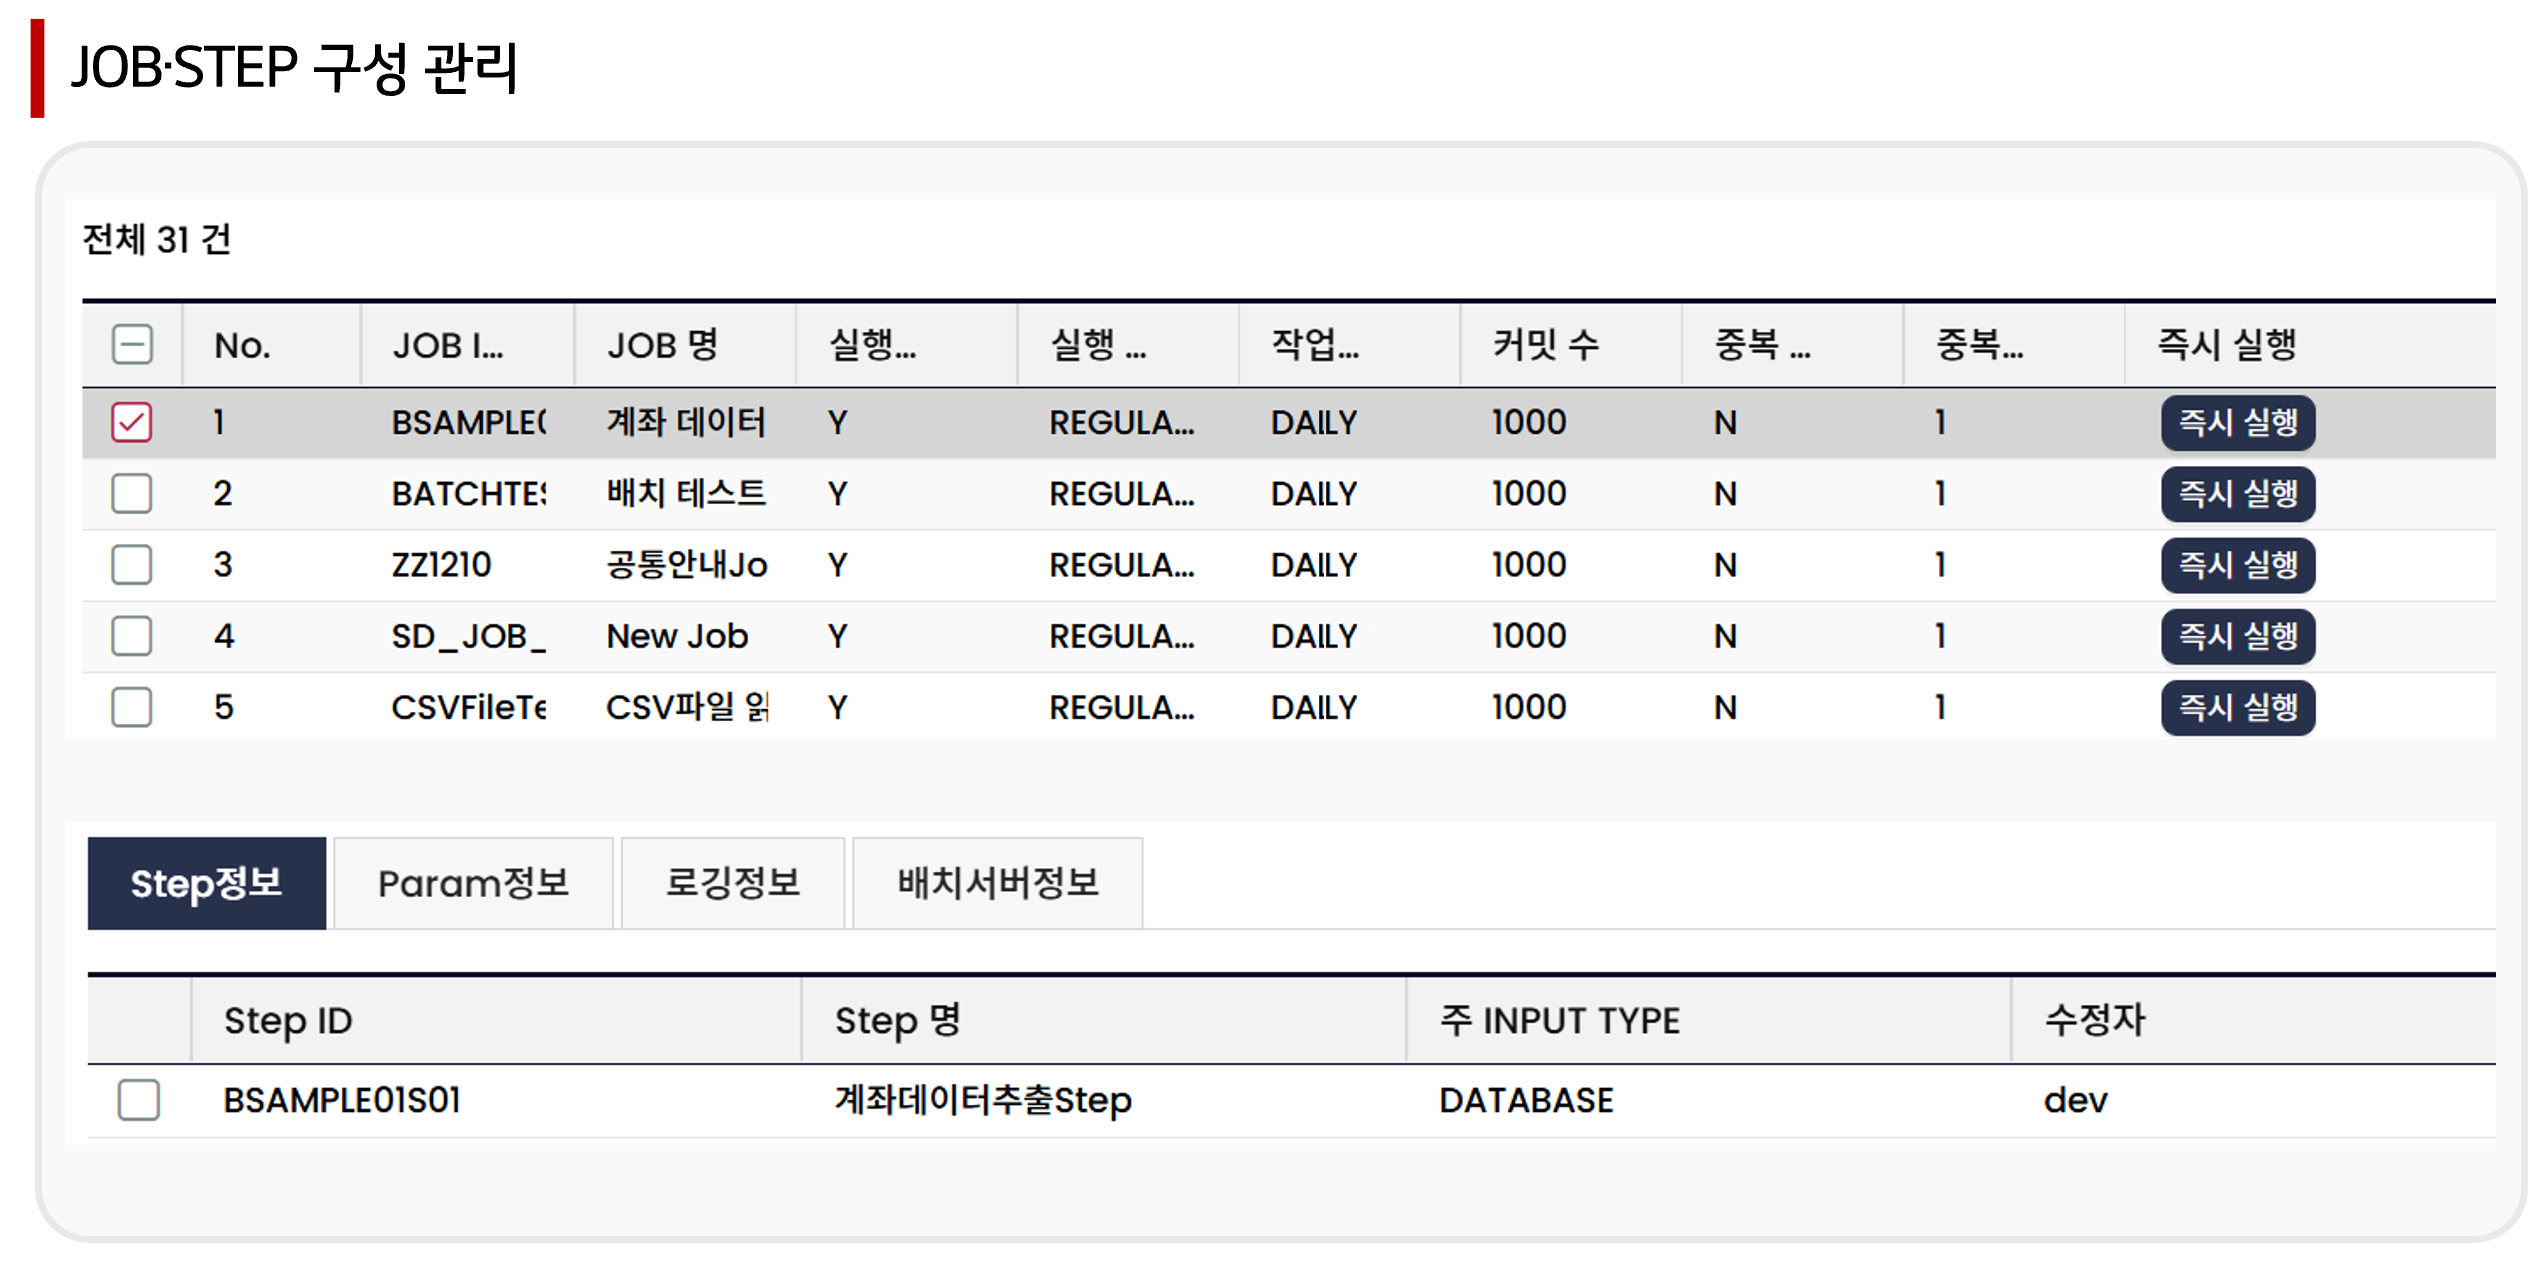 JOB·STEP 구성 관리
전체 31 건
No. JOB I... JOB 명 실행... 실행 ... 작업... 커밋 수 중복 ... 중복... 즉시 실행
1 BSAMPLE 계좌 데이터 Y REGULA... DAILY 1000 N 1 즉시 실행
2 BATCHTE 배치 테스트 Y REGULA... DAILY 1000 N 1 즉시 실행
3 ZZ1210 공통안내Jo Y REGULA... DAILY 1000 N 1 즉시 실행
4 SD_JOB_ New Job Y REGULA... DAILY 1000 N 1 즉시 실행
5 CSVFileTe CSV파일 읽 Y REGULA... DAILY 1000 N 1 즉시 실행
Step정보 Param정보 로깅정보 배치서버정보
Step ID Step 명 주 INPUT TYPE 수정자
BSAMPLE01S01 계좌데이터추출Step DATABASE dev